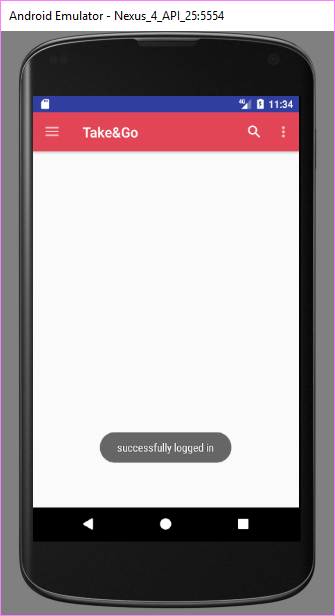 Android Emulator - Nexus_4_API_25:5554
4G 11:34
Take&Go
successfully logged in